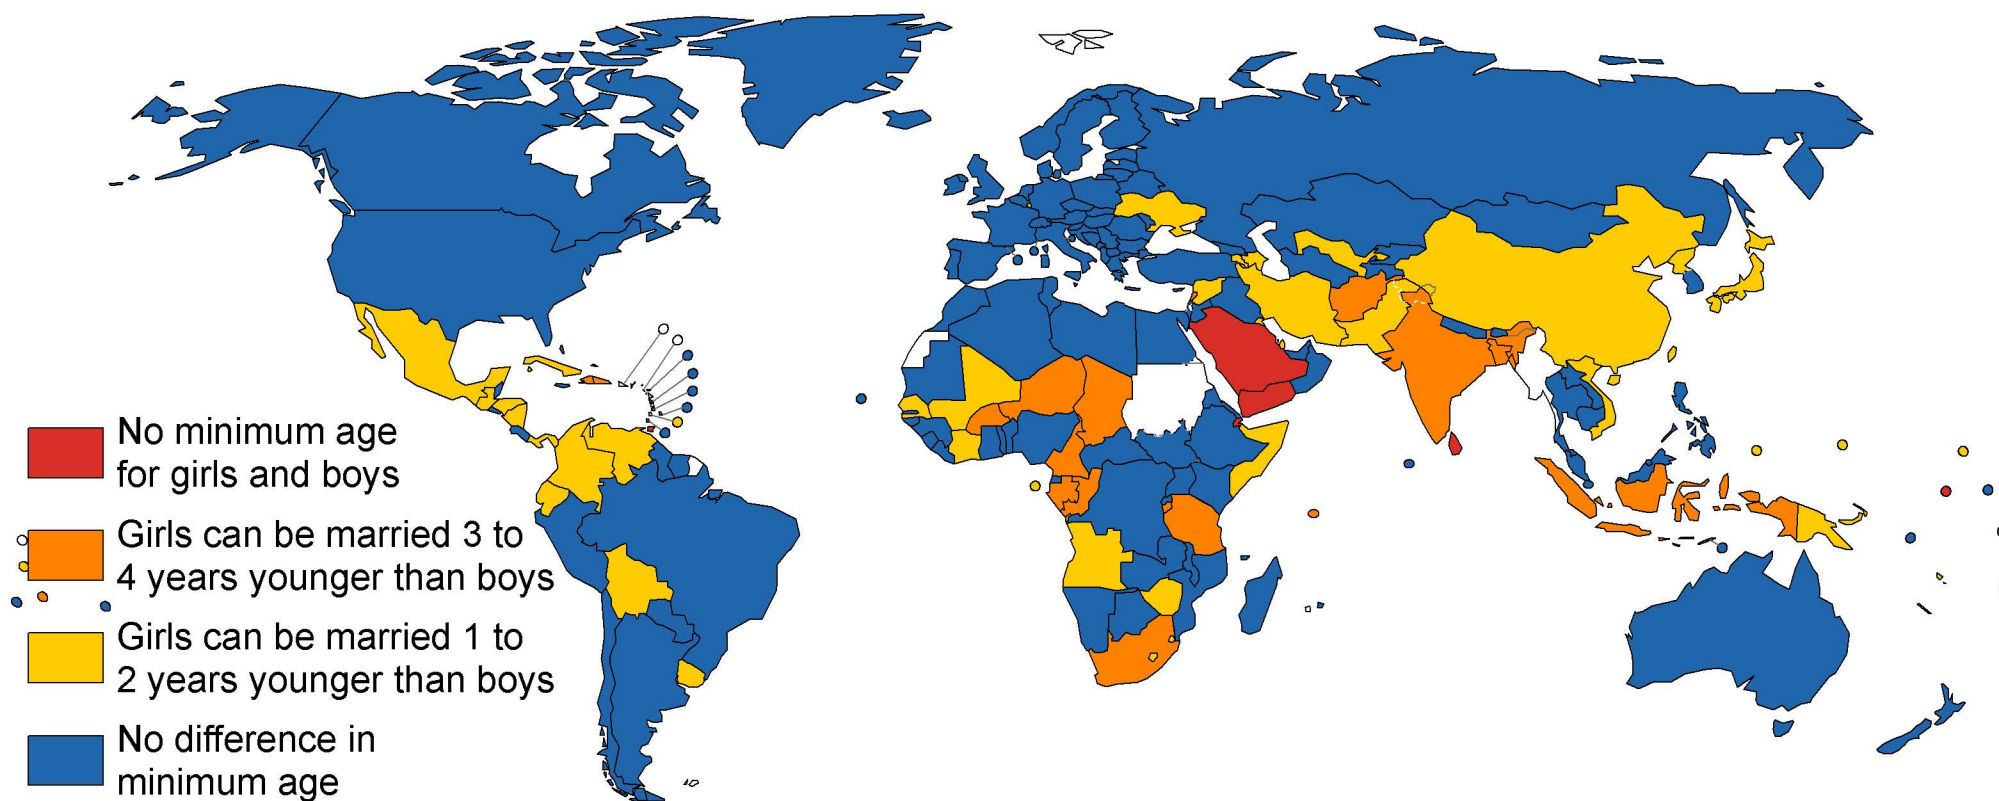 No minimum age
for girls and boys
Girls can be married 3 to
4 years younger than boys
Girls can be married 1 to
2 years younger than boys
No difference in
minimum age